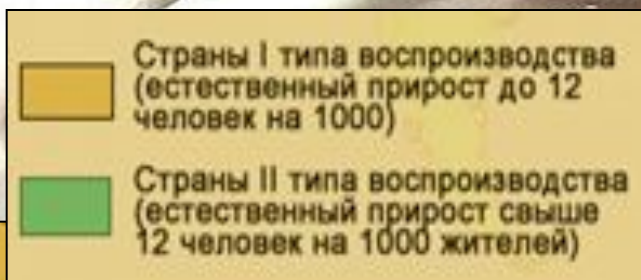 Страны I типа воспроизводства
(естественный прирост до 12
человек на 1000)
Страны II типа воспроизводства
(естественный прирост свыше
12 человек на 1000 жителей)